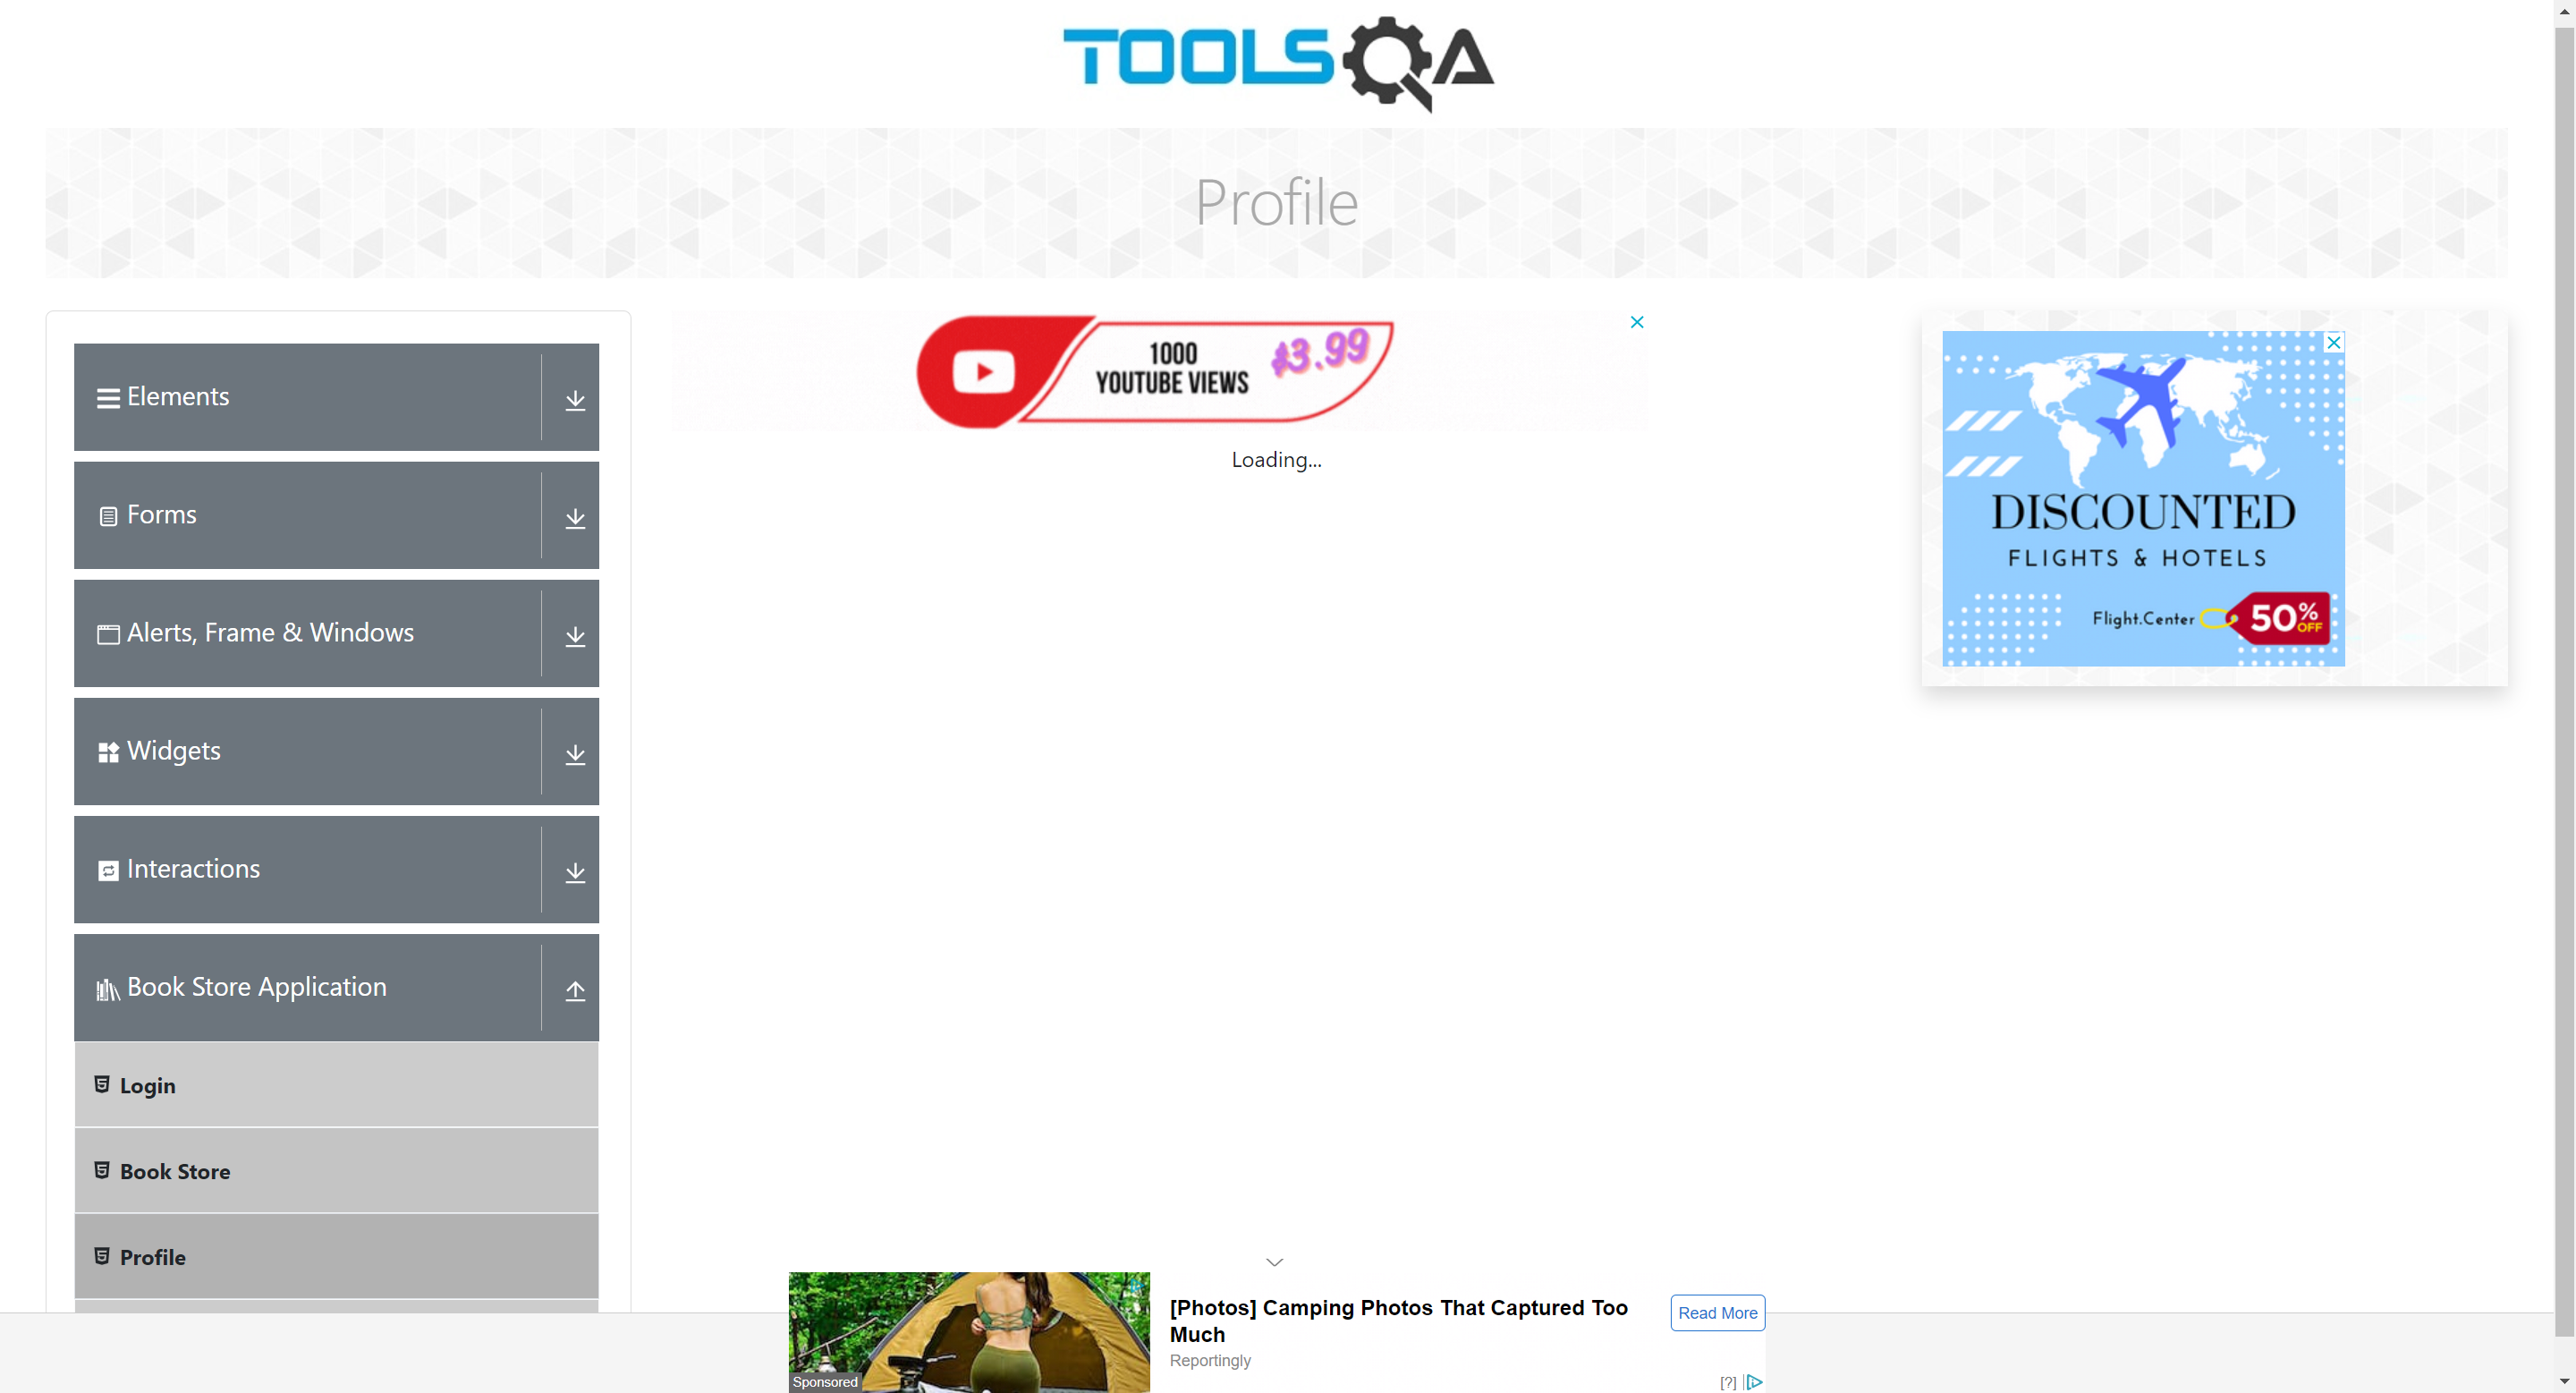 TOOLSQA
Profile
Elements
Forms
Alerts, Frame & Windows
Widgets
Interactions
Book Store Application
Login
Book Store
Profile
1000
YOUTUBE VIEWS
$3.99
Loading...
DISCOUNTED
FLIGHTS & HOTELS
Flight.Center
50% OFF
[Photos] Camping Photos That Captured Too
Much
Reportingly
Read More
Sponsored
[?]